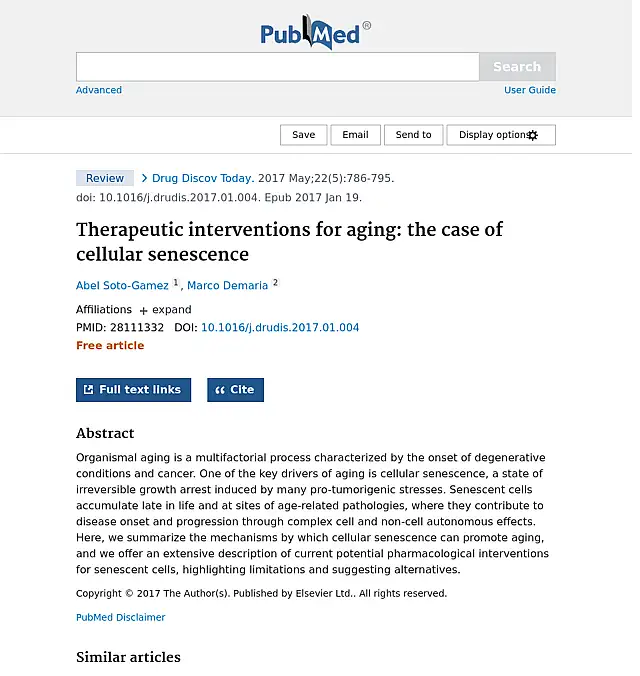 PubMed®
Search
Advanced
User Guide
Save
Email
Send to
Display options
Review
Drug Discov Today. 2017 May;22(5):786-795.
doi: 10.1016/j.drudis.2017.01.004. Epub 2017 Jan 19.
Therapeutic interventions for aging: the case of
cellular senescence
Abel Soto-Gamez 1, Marco Demaria 2
Affiliations + expand
PMID: 28111332 DOI: 10.1016/j.drudis.2017.01.004
Free article
Full text links
Cite
Abstract
Organismal aging is a multifactorial process characterized by the onset of degenerative
conditions and cancer. One of the key drivers of aging is cellular senescence, a state of
irreversible growth arrest induced by many pro-tumorigenic stresses. Senescent cells
accumulate late in life and at sites of age-related pathologies, where they contribute to
disease onset and progression through complex cell and non-cell autonomous effects.
Here, we summarize the mechanisms by which cellular senescence can promote aging,
and we offer an extensive description of current potential pharmacological interventions
for senescent cells, highlighting limitations and suggesting alternatives.
Copyright © 2017 The Author(s). Published by Elsevier Ltd.. All rights reserved.
PubMed Disclaimer
Similar articles